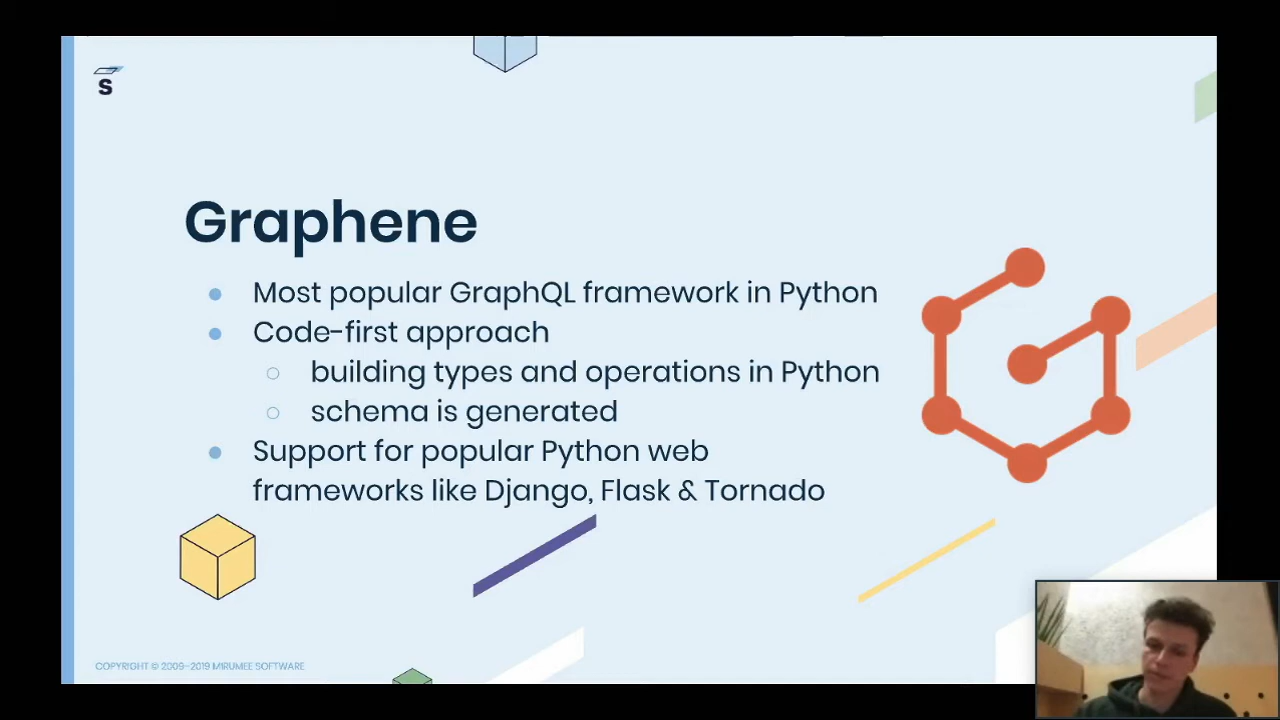 S
Graphene
Most popular GraphQL framework in Python
Code-first approach
building types and operations in Python
schema is generated
Support for popular Python web
frameworks like Django, Flask & Tornado
COPYRIGHT © 2009–2019 MIRUMEE SOFTWARE